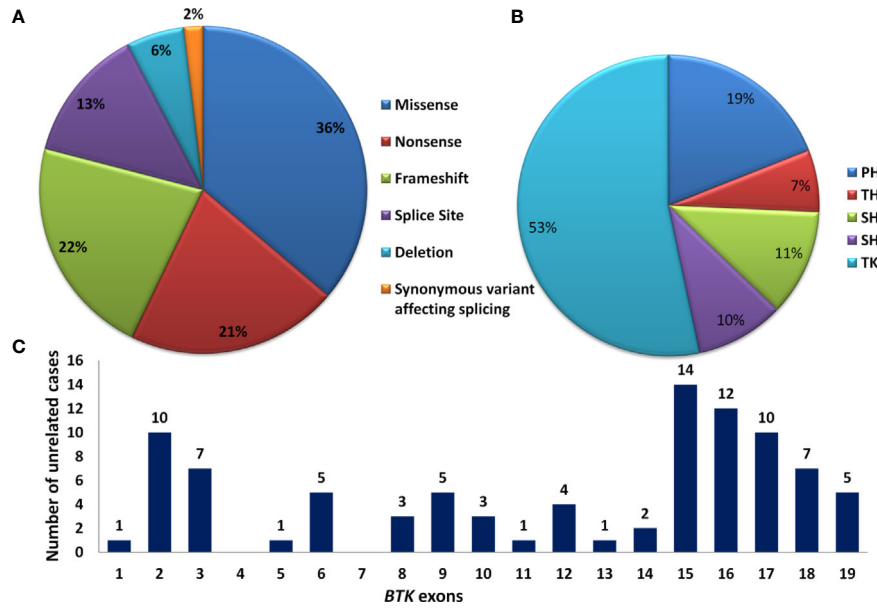 A
2%
6%
13%
36%
22%
21%
Missense
Nonsense
Frameshift
Splice Site
Deletion
Synonymous variant
affecting splicing
B
19%
7%
11%
10%
53%
PH
TH
SH
SH
TK
C
Number of unrelated cases
16
14
12
10
8
6
4
2
0
1
10
7
1
5
3
5
3
1
4
1
2
14
12
10
7
5
1 2 3 4 5 6 7 8 9 10 11 12 13 14 15 16 17 18 19
BTK exons